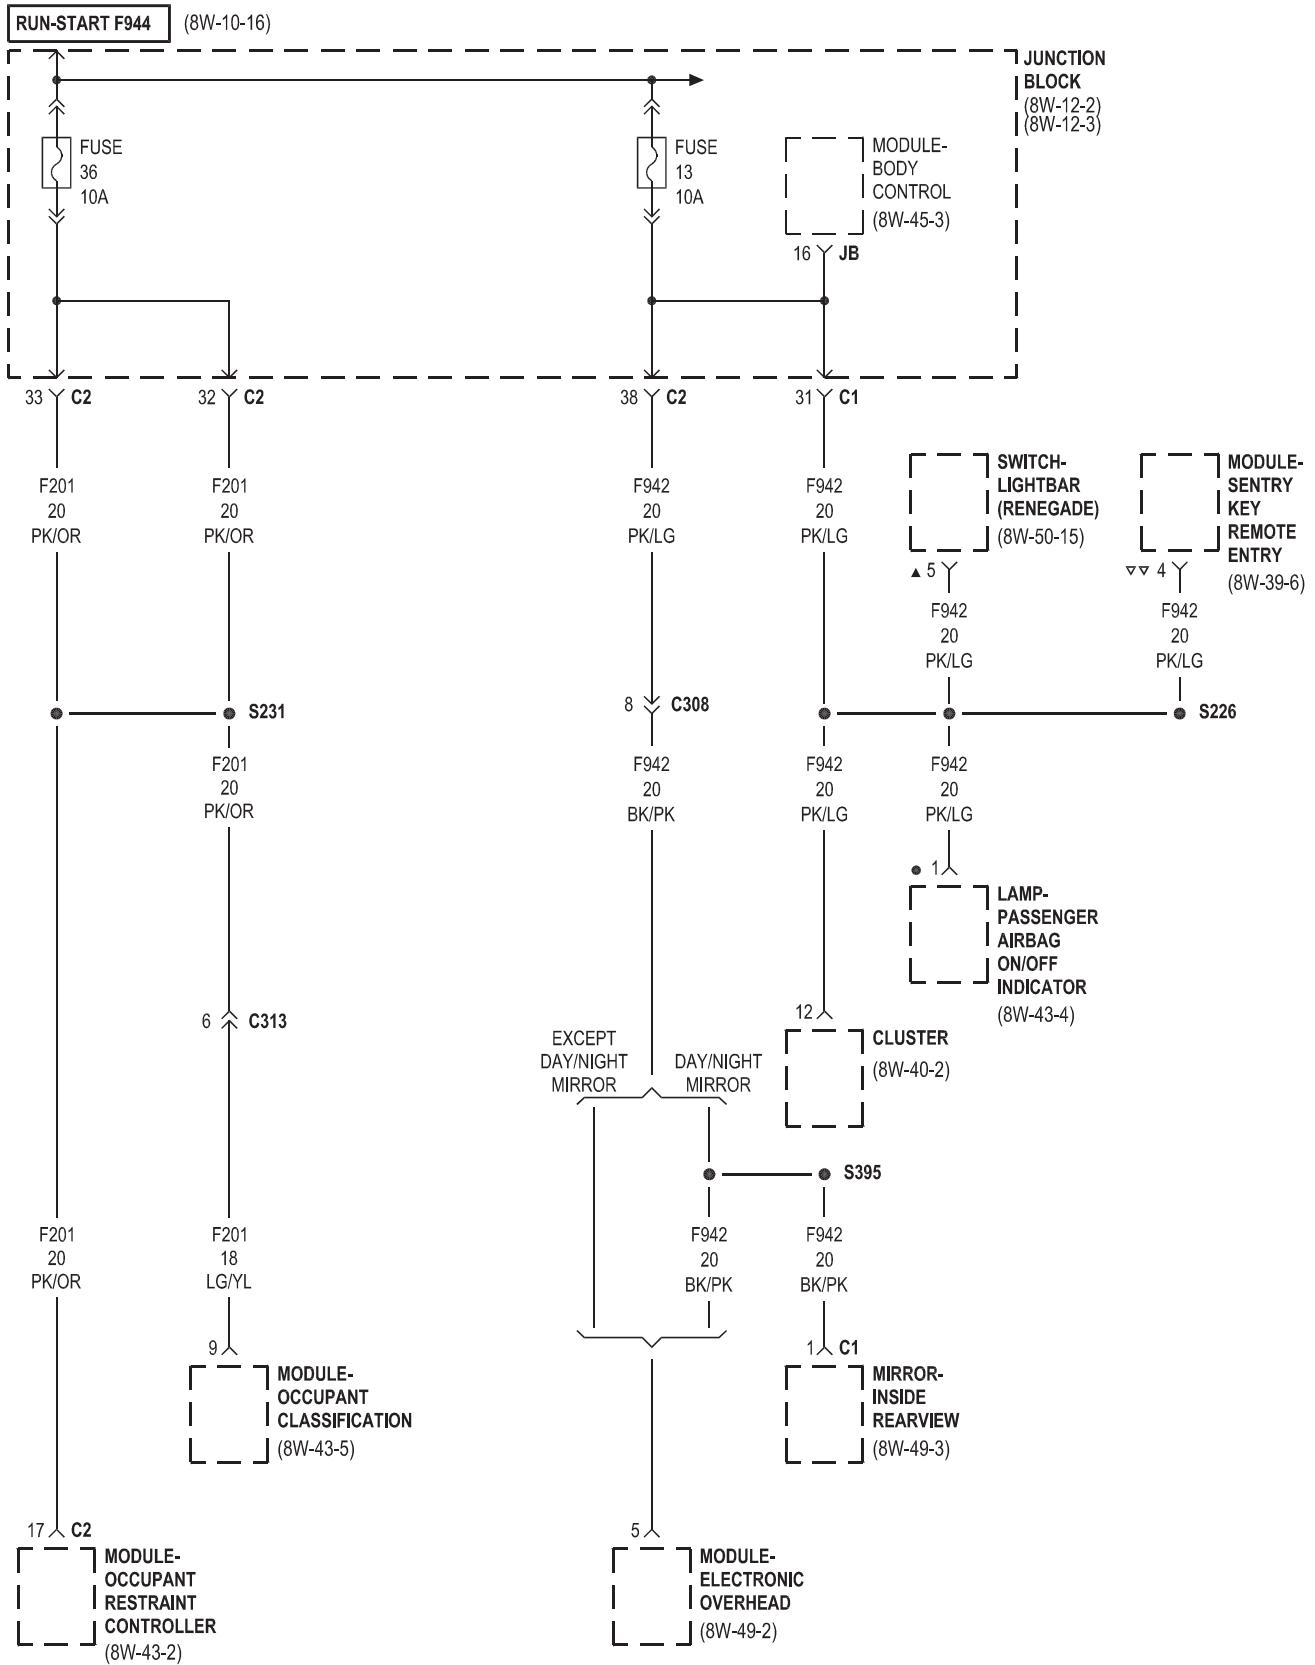 RUN-START F944 (8W-10-16)
JUNCTION
BLOCK
(8W-12-2)
(8W-12-3)
FUSE
36
10A
FUSE
13
10A
MODULE-
BODY
CONTROL
(8W-45-3)
16 JB
33 C2
32 C2
38 C2
31 C1
F201
20
PK/OR
F201
20
PK/OR
F942
20
PK/LG
F942
20
PK/LG
SWITCH-
LIGHTBAR
(RENEGADE)
(8W-50-15)
MODULE-
SENTRY
KEY
REMOTE
ENTRY
(8W-39-6)
▲ 5
▽▽ 4
F942
20
PK/LG
F942
20
PK/LG
S231
8 C308
S226
F201
20
PK/OR
F942
20
BK/PK
F942
20
PK/LG
F942
20
PK/LG
● 1
LAMP-
PASSENGER
AIRBAG
ON/OFF
INDICATOR
(8W-43-4)
6 C313
12
CLUSTER
(8W-40-2)
EXCEPT
DAY/NIGHT
MIRROR
DAY/NIGHT
MIRROR
S395
F201
20
PK/OR
F201
18
LG/YL
F942
20
BK/PK
F942
20
BK/PK
9
MODULE-
OCCUPANT
CLASSIFICATION
(8W-43-5)
1 C1
MIRROR-
INSIDE
REARVIEW
(8W-49-3)
17 C2
MODULE-
OCCUPANT
RESTRAINT
CONTROLLER
(8W-43-2)
5
MODULE-
ELECTRONIC
OVERHEAD
(8W-49-2)